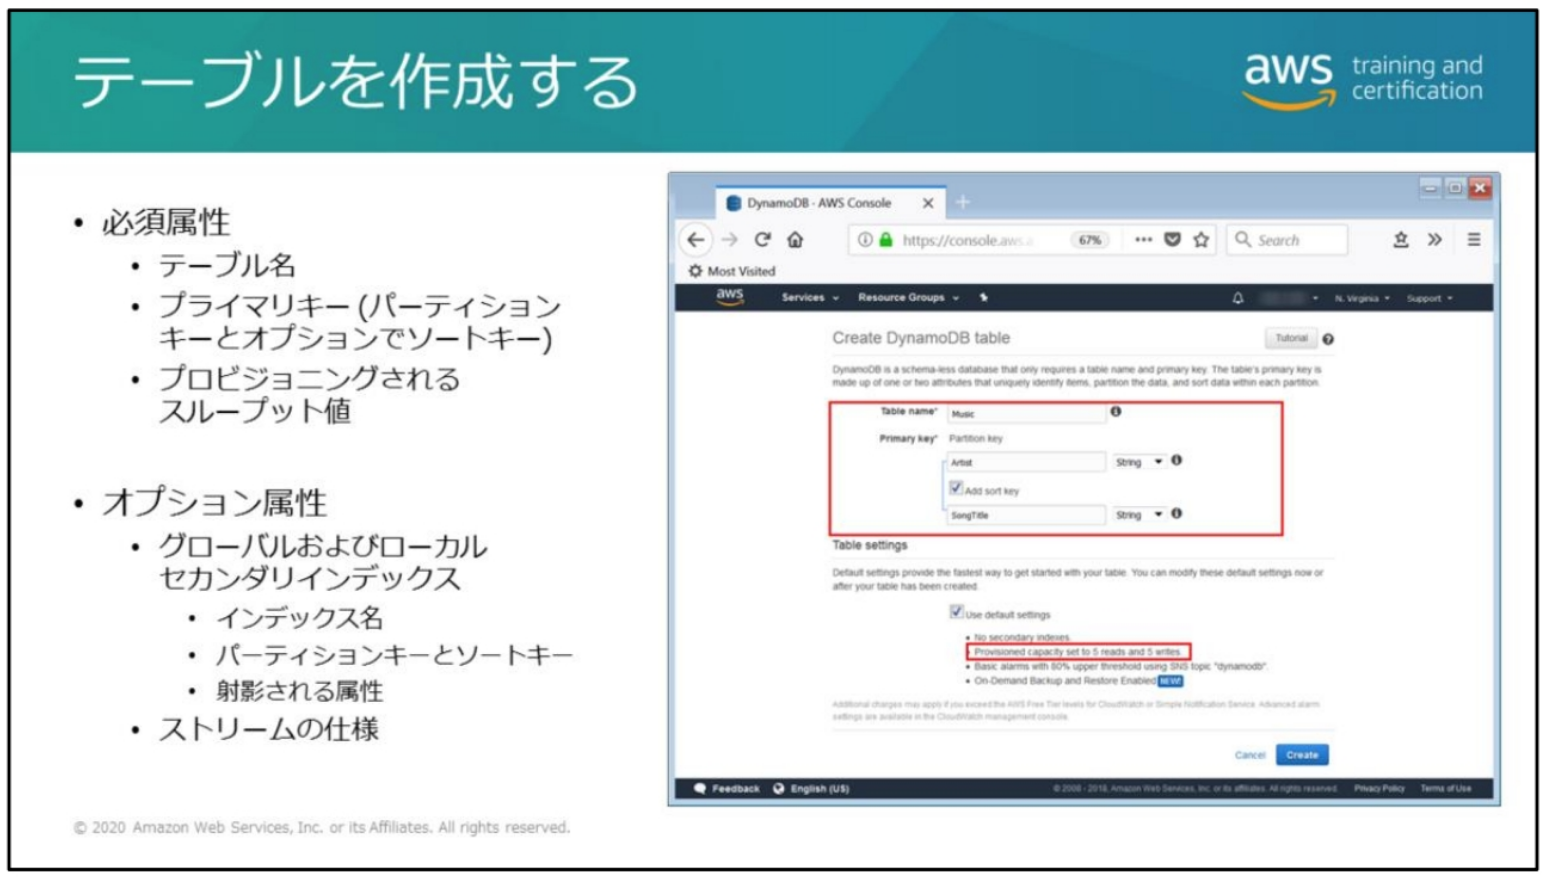 テーブルを作成する
aws training and
certification
• 必須属性
• テーブル名
• プライマリキー (パーティション
キーとオプションでソートキー)
• プロビジョニングされる
スループット値
• オプション属性
• グローバルおよびローカル
セカンダリインデックス
• インデックス名
• パーティションキーとソートキー
• 射影される属性
• ストリームの仕様
DynamoDB - AWS Console
https://console.aws.a
67%
Search
Most Visited
aws
Services
Resource Groups
N. Virginia
Support
Create DynamoDB table
Tutorial
DynamoDB is a schema-less database that only requires a table name and primary key. The table's primary key is
made up of one or two attributes that uniquely identify items, partition the data, and sort data within each partition.
Table name* Music
Primary key* Partition key
Artist String
Add sort key
SongTitle String
Table settings
Default settings provide the fastest way to get started with your table. You can modify these default settings now or
after your table has been created.
Use default settings
• No secondary indexes.
• Provisioned capacity set to 5 reads and 5 writes.
• Basic alarms with 80% upper threshold using SNS topic "dynamodb".
• On-Demand Backup and Restore Enabled NEW!
Additional charges may apply if you exceed the AWS Free Tier levels for CloudWatch or Simple Notification Service. Advanced alarm
settings are available in the CloudWatch management console.
Cancel
Create
Feedback
English (US)
© 2008 - 2018, Amazon Web Services, Inc. or its affiliates. All rights reserved.
Privacy Policy
Terms of Use
© 2020 Amazon Web Services, Inc. or its Affiliates. All rights reserved.